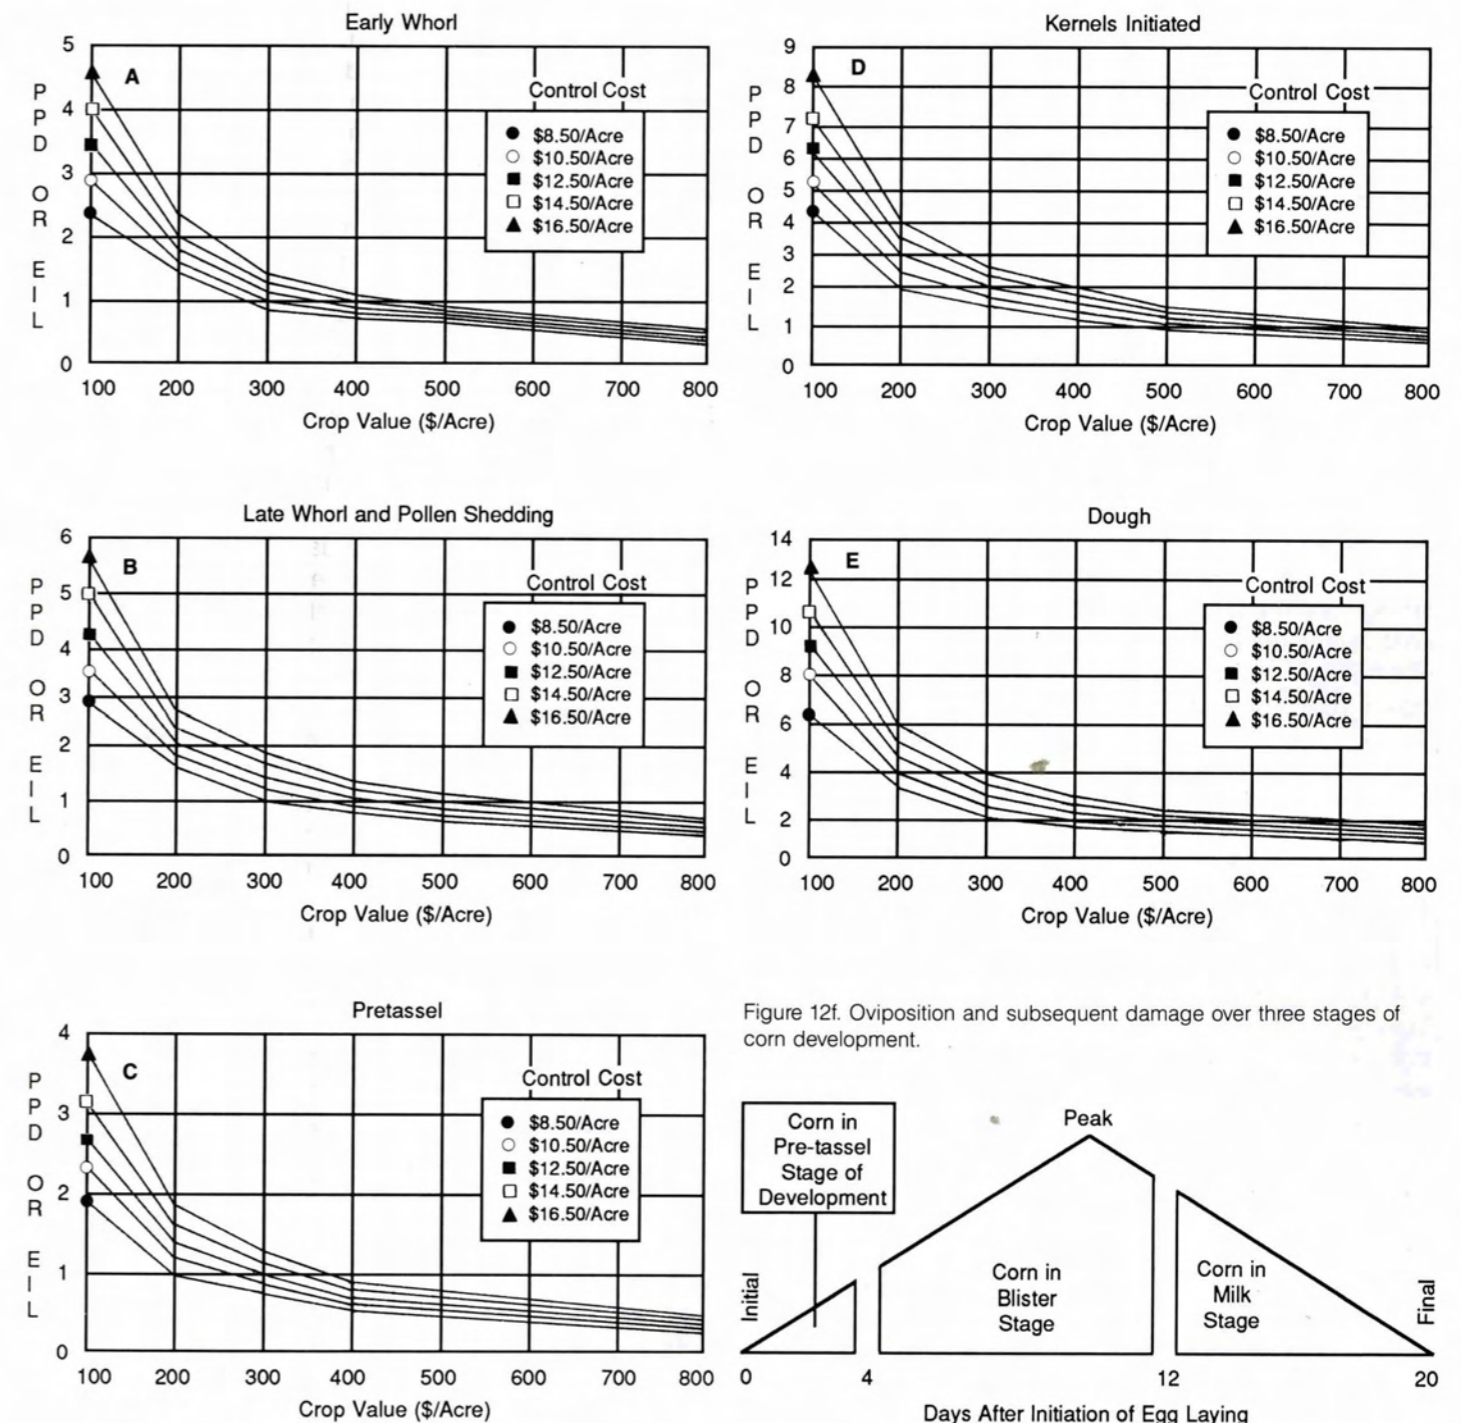 Early Whorl
5
4
3
2
1
0
PPD OR EIL
A
Control Cost
$8.50/Acre
$10.50/Acre
$12.50/Acre
$14.50/Acre
$16.50/Acre
100 200 300 400 500 600 700 800
Crop Value ($/Acre)
Late Whorl and Pollen Shedding
6
5
4
3
2
1
0
PPD OR EIL
B
Control Cost
$8.50/Acre
$10.50/Acre
$12.50/Acre
$14.50/Acre
$16.50/Acre
100 200 300 400 500 600 700 800
Crop Value ($/Acre)
Pretassel
4
3
2
1
0
PPD OR EIL
C
Control Cost
$8.50/Acre
$10.50/Acre
$12.50/Acre
$14.50/Acre
$16.50/Acre
100 200 300 400 500 600 700 800
Crop Value ($/Acre)
Kernels Initiated
9
8
7
6
5
4
3
2
1
0
PPD OR EIL
D
Control Cost
$8.50/Acre
$10.50/Acre
$12.50/Acre
$14.50/Acre
$16.50/Acre
100 200 300 400 500 600 700 800
Crop Value ($/Acre)
Dough
14
12
10
8
6
4
2
0
PPD OR EIL
E
Control Cost
$8.50/Acre
$10.50/Acre
$12.50/Acre
$14.50/Acre
$16.50/Acre
100 200 300 400 500 600 700 800
Crop Value ($/Acre)
Figure 12f. Oviposition and subsequent damage over three stages of
corn development.
Corn in
Pre-tassel
Stage of
Development
Peak
Initial
Corn in
Blister
Stage
Corn in
Milk
Stage
Final
0 4 12 20
Days After Initiation of Egg Laying